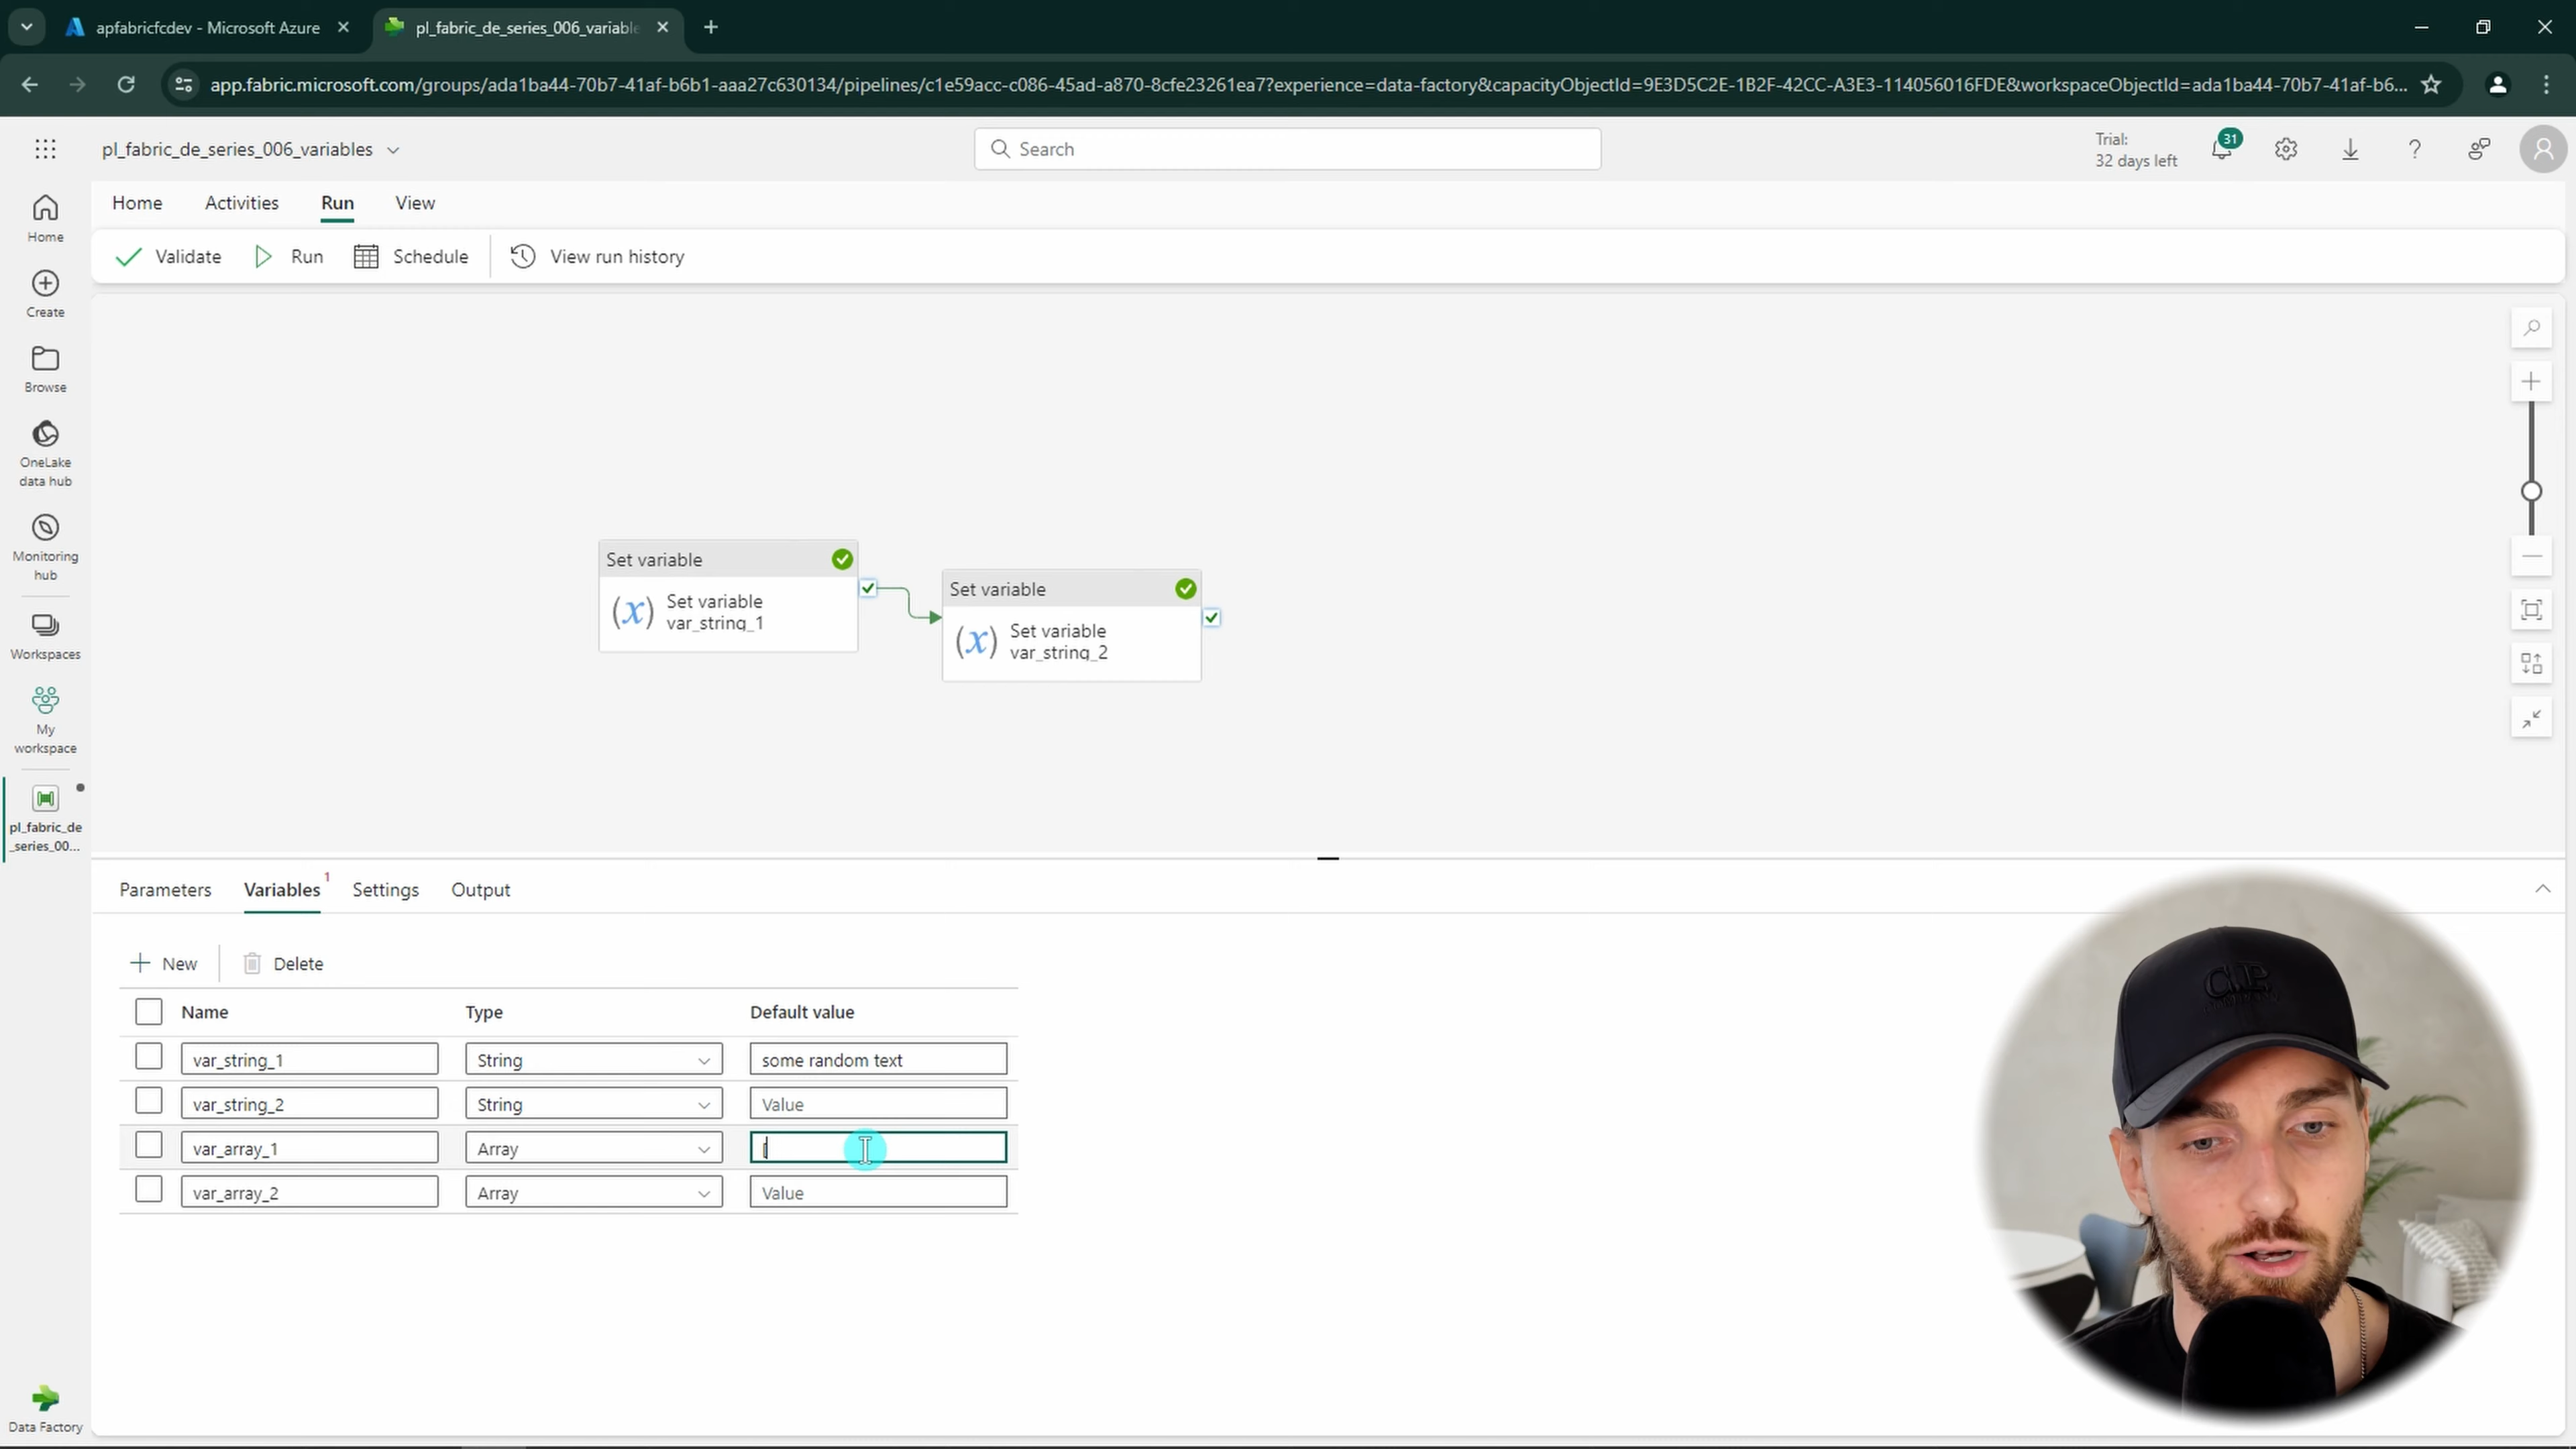 apfabricfcdev - Microsoft Azure
pl_fabric_de_series_006_variable
app.fabric.microsoft.com/groups/ada1ba44-70b7-41af-b6b1-aaa27c630134/pipelines/c1e59acc-c086-45ad-a870-8cfe23261ea7?experience=data-factory&capacityObjectId=9E3D5C2E-1B2F-42CC-A3E3-114056016FDE&workspaceObjectId=ada1ba44-70b7-41af-b6...
pl_fabric_de_series_006_variables
Search
Trial:
32 days left
31
Home
Activities
Run
View
Validate
Run
Schedule
View run history
Home
Create
Browse
OneLake
data hub
Monitoring
hub
Workspaces
My
workspace
pl_fabric_de
_series_00...
Data Factory
Set variable
(x)
Set variable
var_string_1
Set variable
(x)
Set variable
var_string_2
Parameters
Variables
1
Settings
Output
New
Delete
Name
Type
Default value
var_string_1
String
some random text
var_string_2
String
Value
var_array_1
Array
[
var_array_2
Array
Value